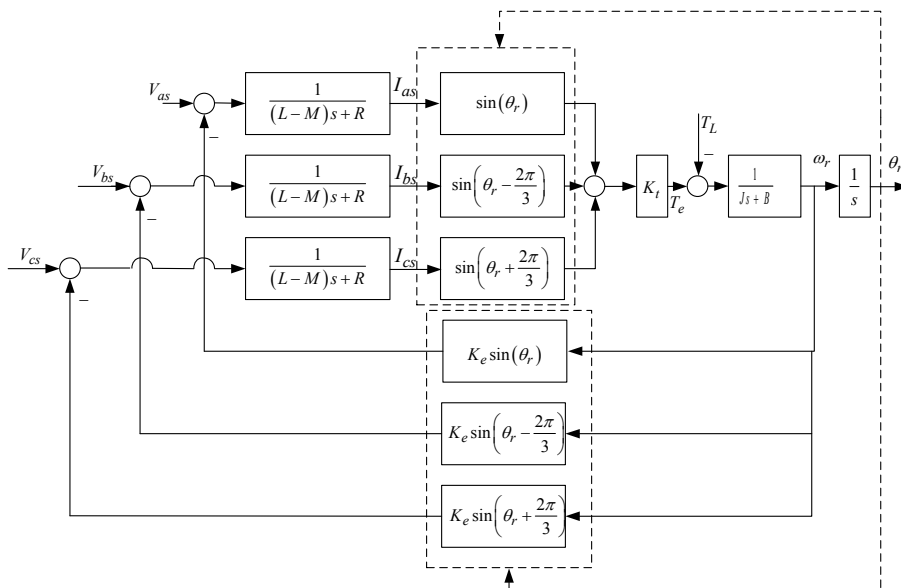 V_as
−
1/((L−M)s+R)
I_as
sin(θ_r)
V_bs
−
1/((L−M)s+R)
I_bs
sin(θ_r − 2π/3)
K_t
T_e
T_L
−
1/(Js+B)
ω_r
1/s
θ_r
V_cs
−
1/((L−M)s+R)
I_cs
sin(θ_r + 2π/3)
K_e sin(θ_r)
K_e sin(θ_r − 2π/3)
K_e sin(θ_r + 2π/3)